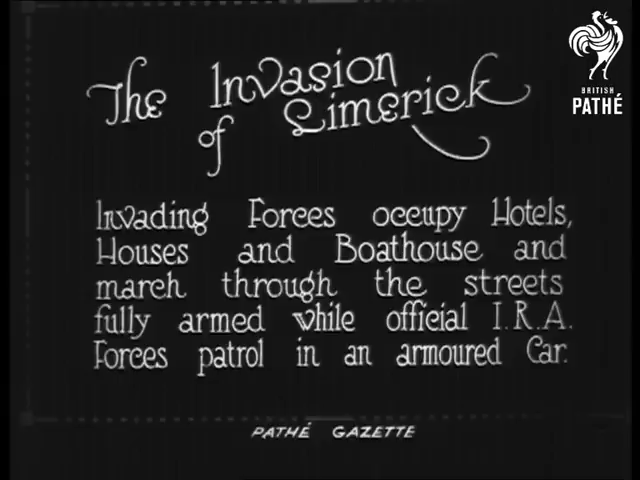 The Invasion
of Limerick
BRITISH
PATHÉ
Invading Forces occupy Hotels,
Houses and Boathouse and
march through the streets
fully armed while official I.R.A.
Forces patrol in an armoured Car.
PATHÉ GAZETTE